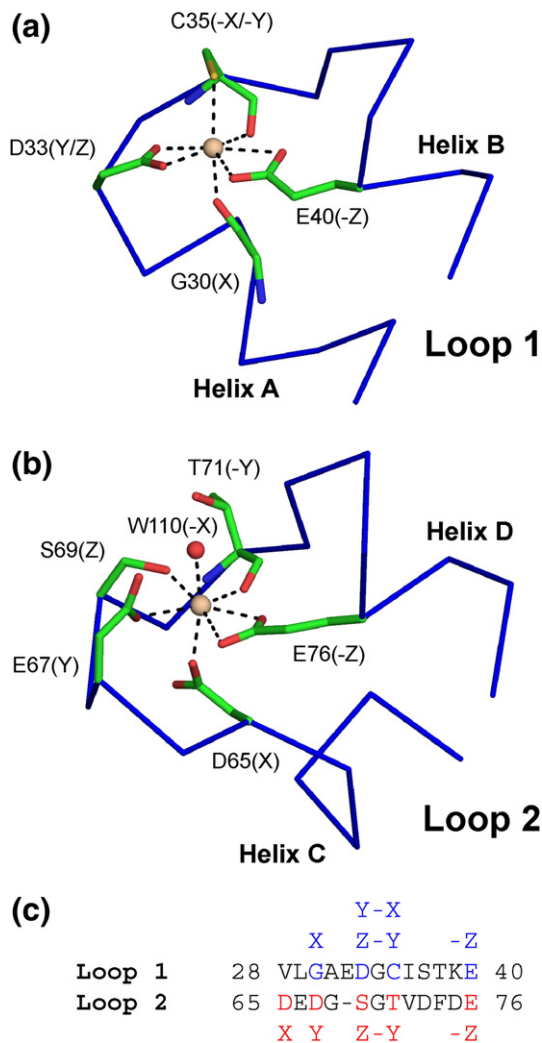 (a)
C35(-X/-Y)
D33(Y/Z)
Helix B
E40(-Z)
G30(X)
Loop 1
Helix A
(b)
T71(-Y)
W110(-X)
Helix D
S69(Z)
E76(-Z)
E67(Y)
D65(X)
Loop 2
Helix C
(c)
Y-X
X Z-Y -Z
Loop 1 28 VLGAEDGCISTKE 40
Loop 2 65 DEDG-SGTVDFDE 76
X Y Z-Y -Z